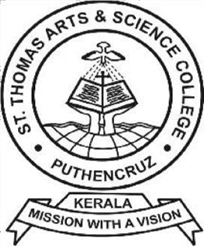 ST. THOMAS ARTS & SCIENCE COLLEGE
• PUTHENCRUZ •
KERALA
MISSION WITH A VISION